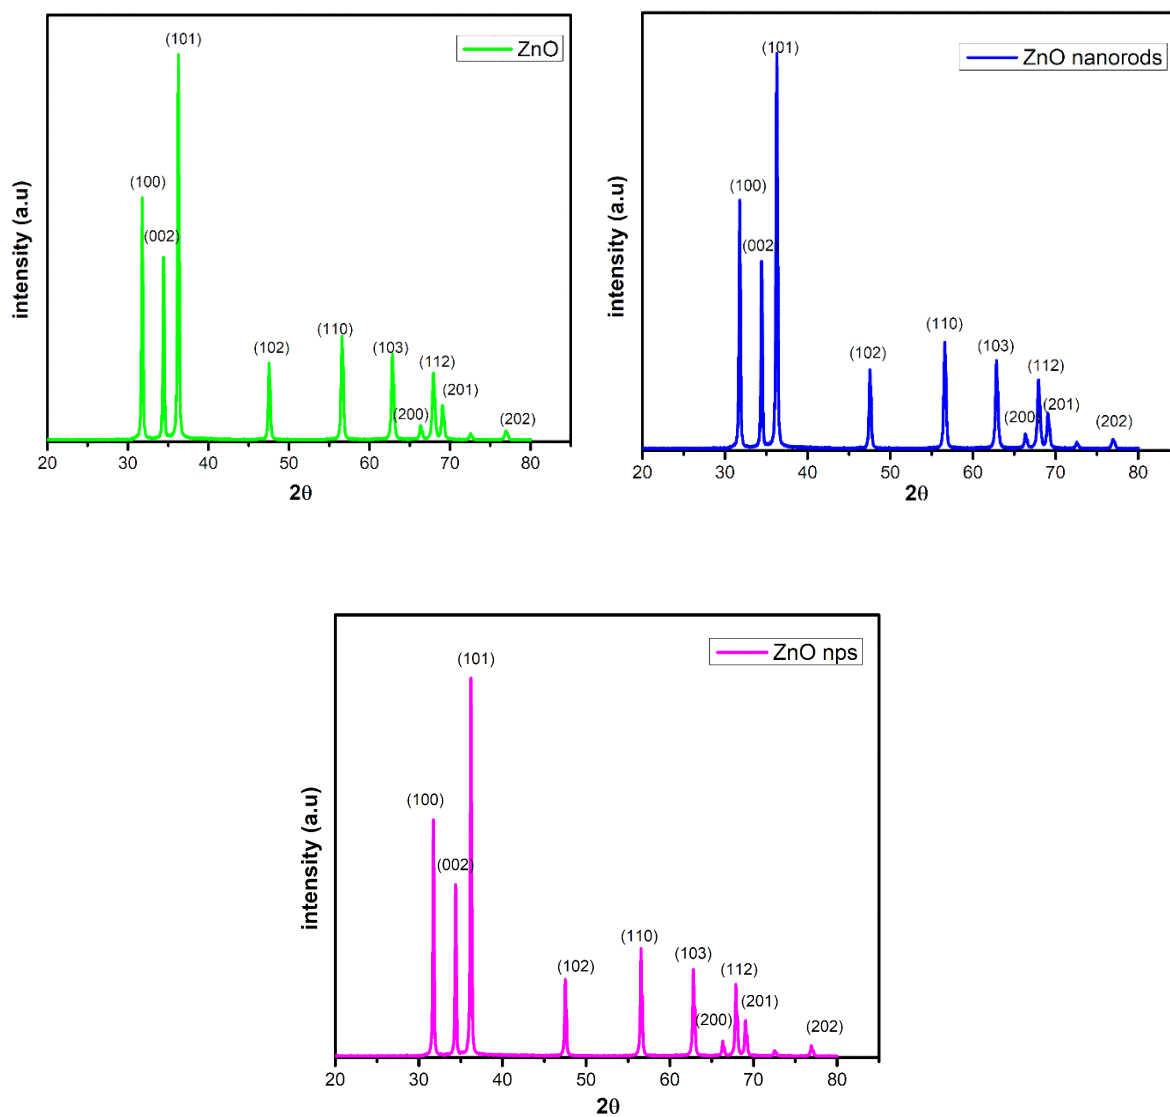 (101)
ZnO
(100)
(002)
(110)
(102)
(103)
(112)
(201)
(200)
(202)
intensity (a.u)
20 30 40 50 60 70 80
2θ
(101)
ZnO nanorods
(100)
(002
(110)
(102)
(103)
(112)
(200
(201)
(202)
intensity (a.u)
20 30 40 50 60 70 80
2θ
ZnO nps
(101)
(100)
(002)
(110)
(103)
(102)
(112)
(201)
(200)
(202)
intensity (a.u)
20 30 40 50 60 70 80
2θ